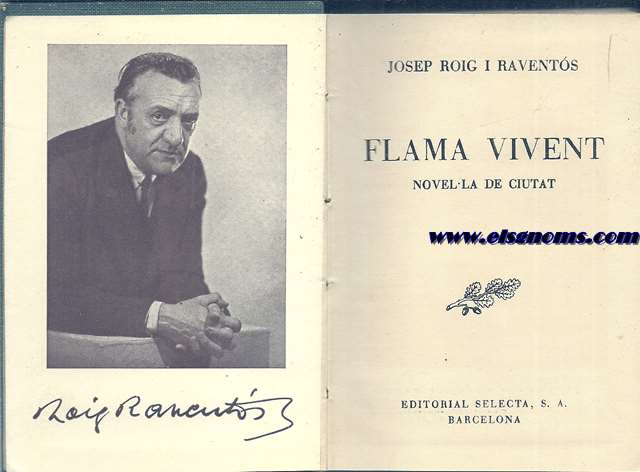 Roig Raventós
JOSEP ROIG I RAVENTÓS
FLAMA VIVENT
NOVEL·LA DE CIUTAT
www.elsgnoms.com
EDITORIAL SELECTA, S. A.
BARCELONA